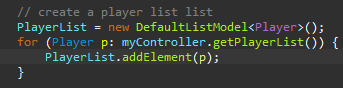 // create a player list list
PlayerList = new DefaultListModel<Player>();
for (Player p: myController.getPlayerList()) {
PlayerList.addElement(p);
}